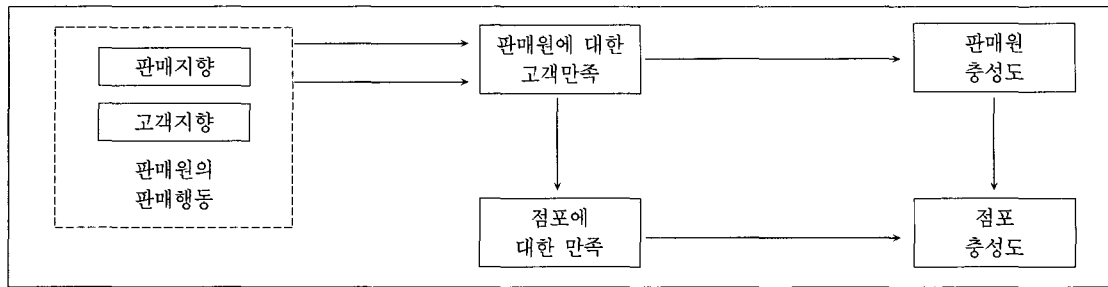 판매지향
고객지향
판매원의
판매행동
판매원에 대한
고객만족
판매원
충성도
점포에
대한 만족
점포
충성도